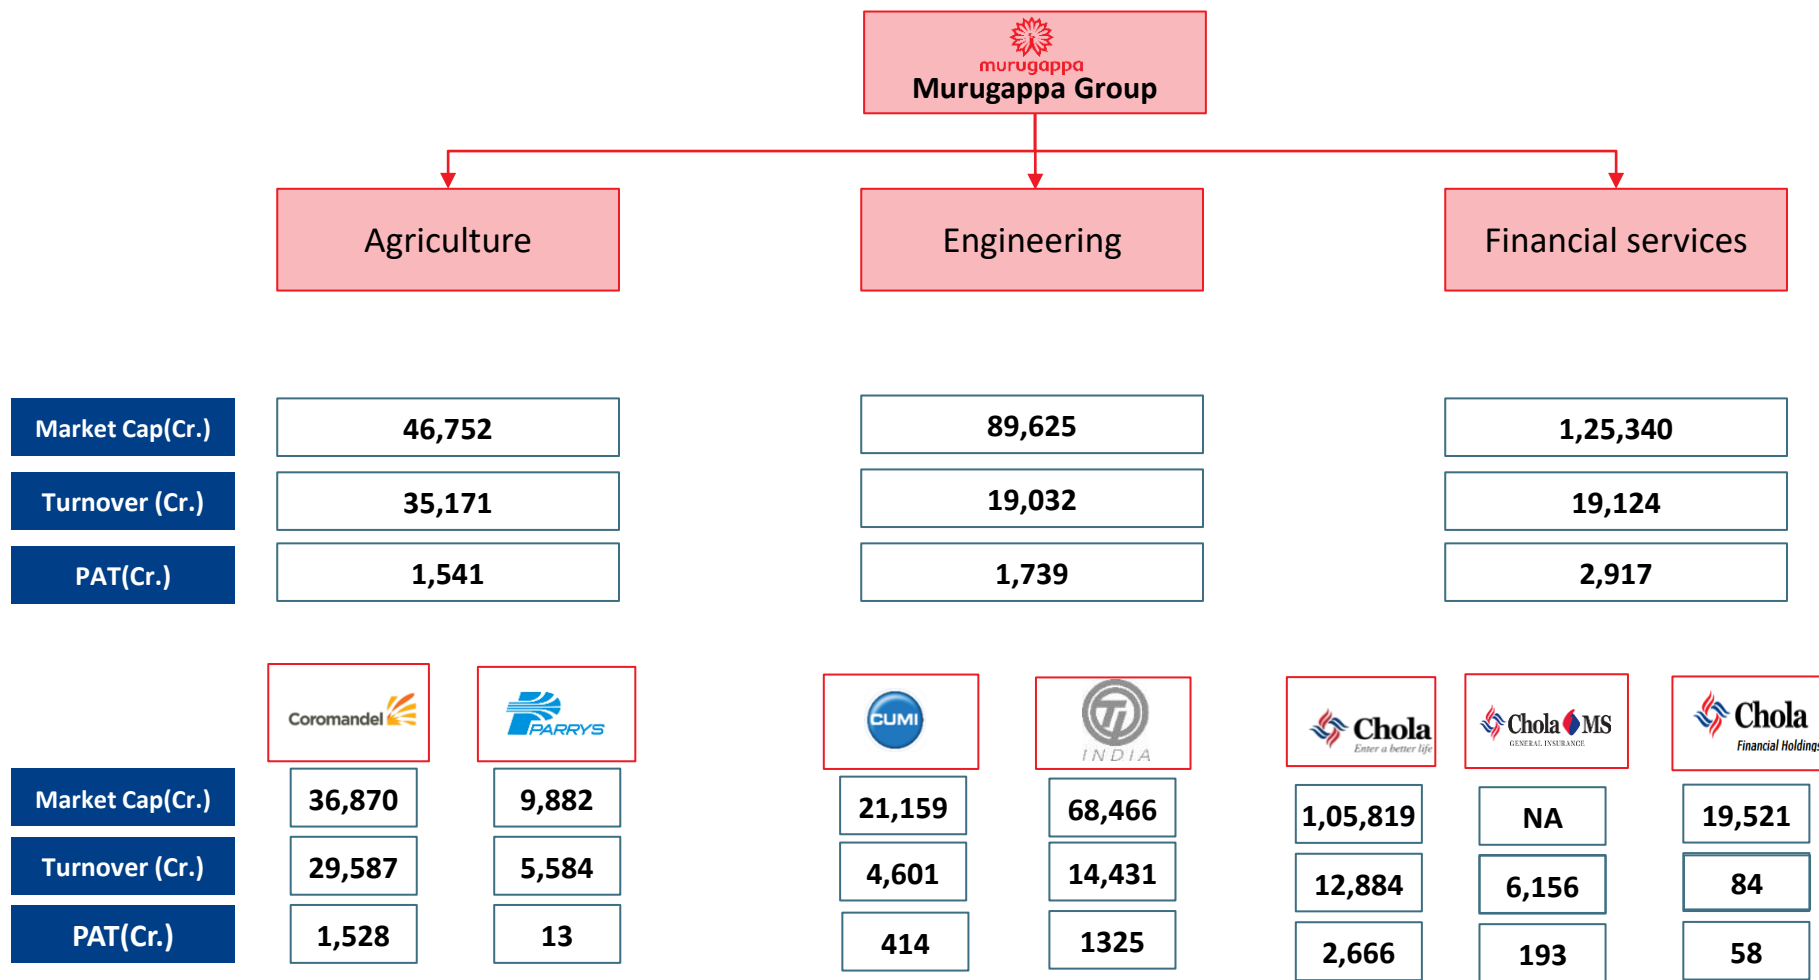 murugappa
Murugappa Group
Agriculture
Engineering
Financial services
Market Cap(Cr.)
46,752
89,625
1,25,340
Turnover (Cr.)
35,171
19,032
19,124
PAT(Cr.)
1,541
1,739
2,917
Coromandel
PARRYS
CUMI
TI
INDIA
Chola
Enter a better life
Chola MS
GENERAL INSURANCE
Chola
Financial Holdings
Market Cap(Cr.)
36,870
9,882
21,159
68,466
1,05,819
NA
19,521
Turnover (Cr.)
29,587
5,584
4,601
14,431
12,884
6,156
84
PAT(Cr.)
1,528
13
414
1325
2,666
193
58